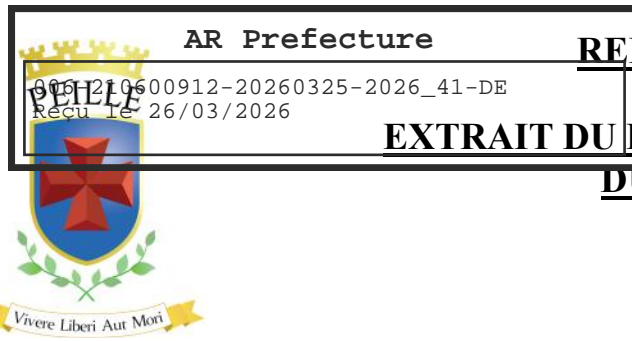 AR Prefecture
006-210600912-20260325-2026_41-DE
Reçu le 26/03/2026
PEILLE
EXTRAIT DU
Vivere Liberi Aut Mori